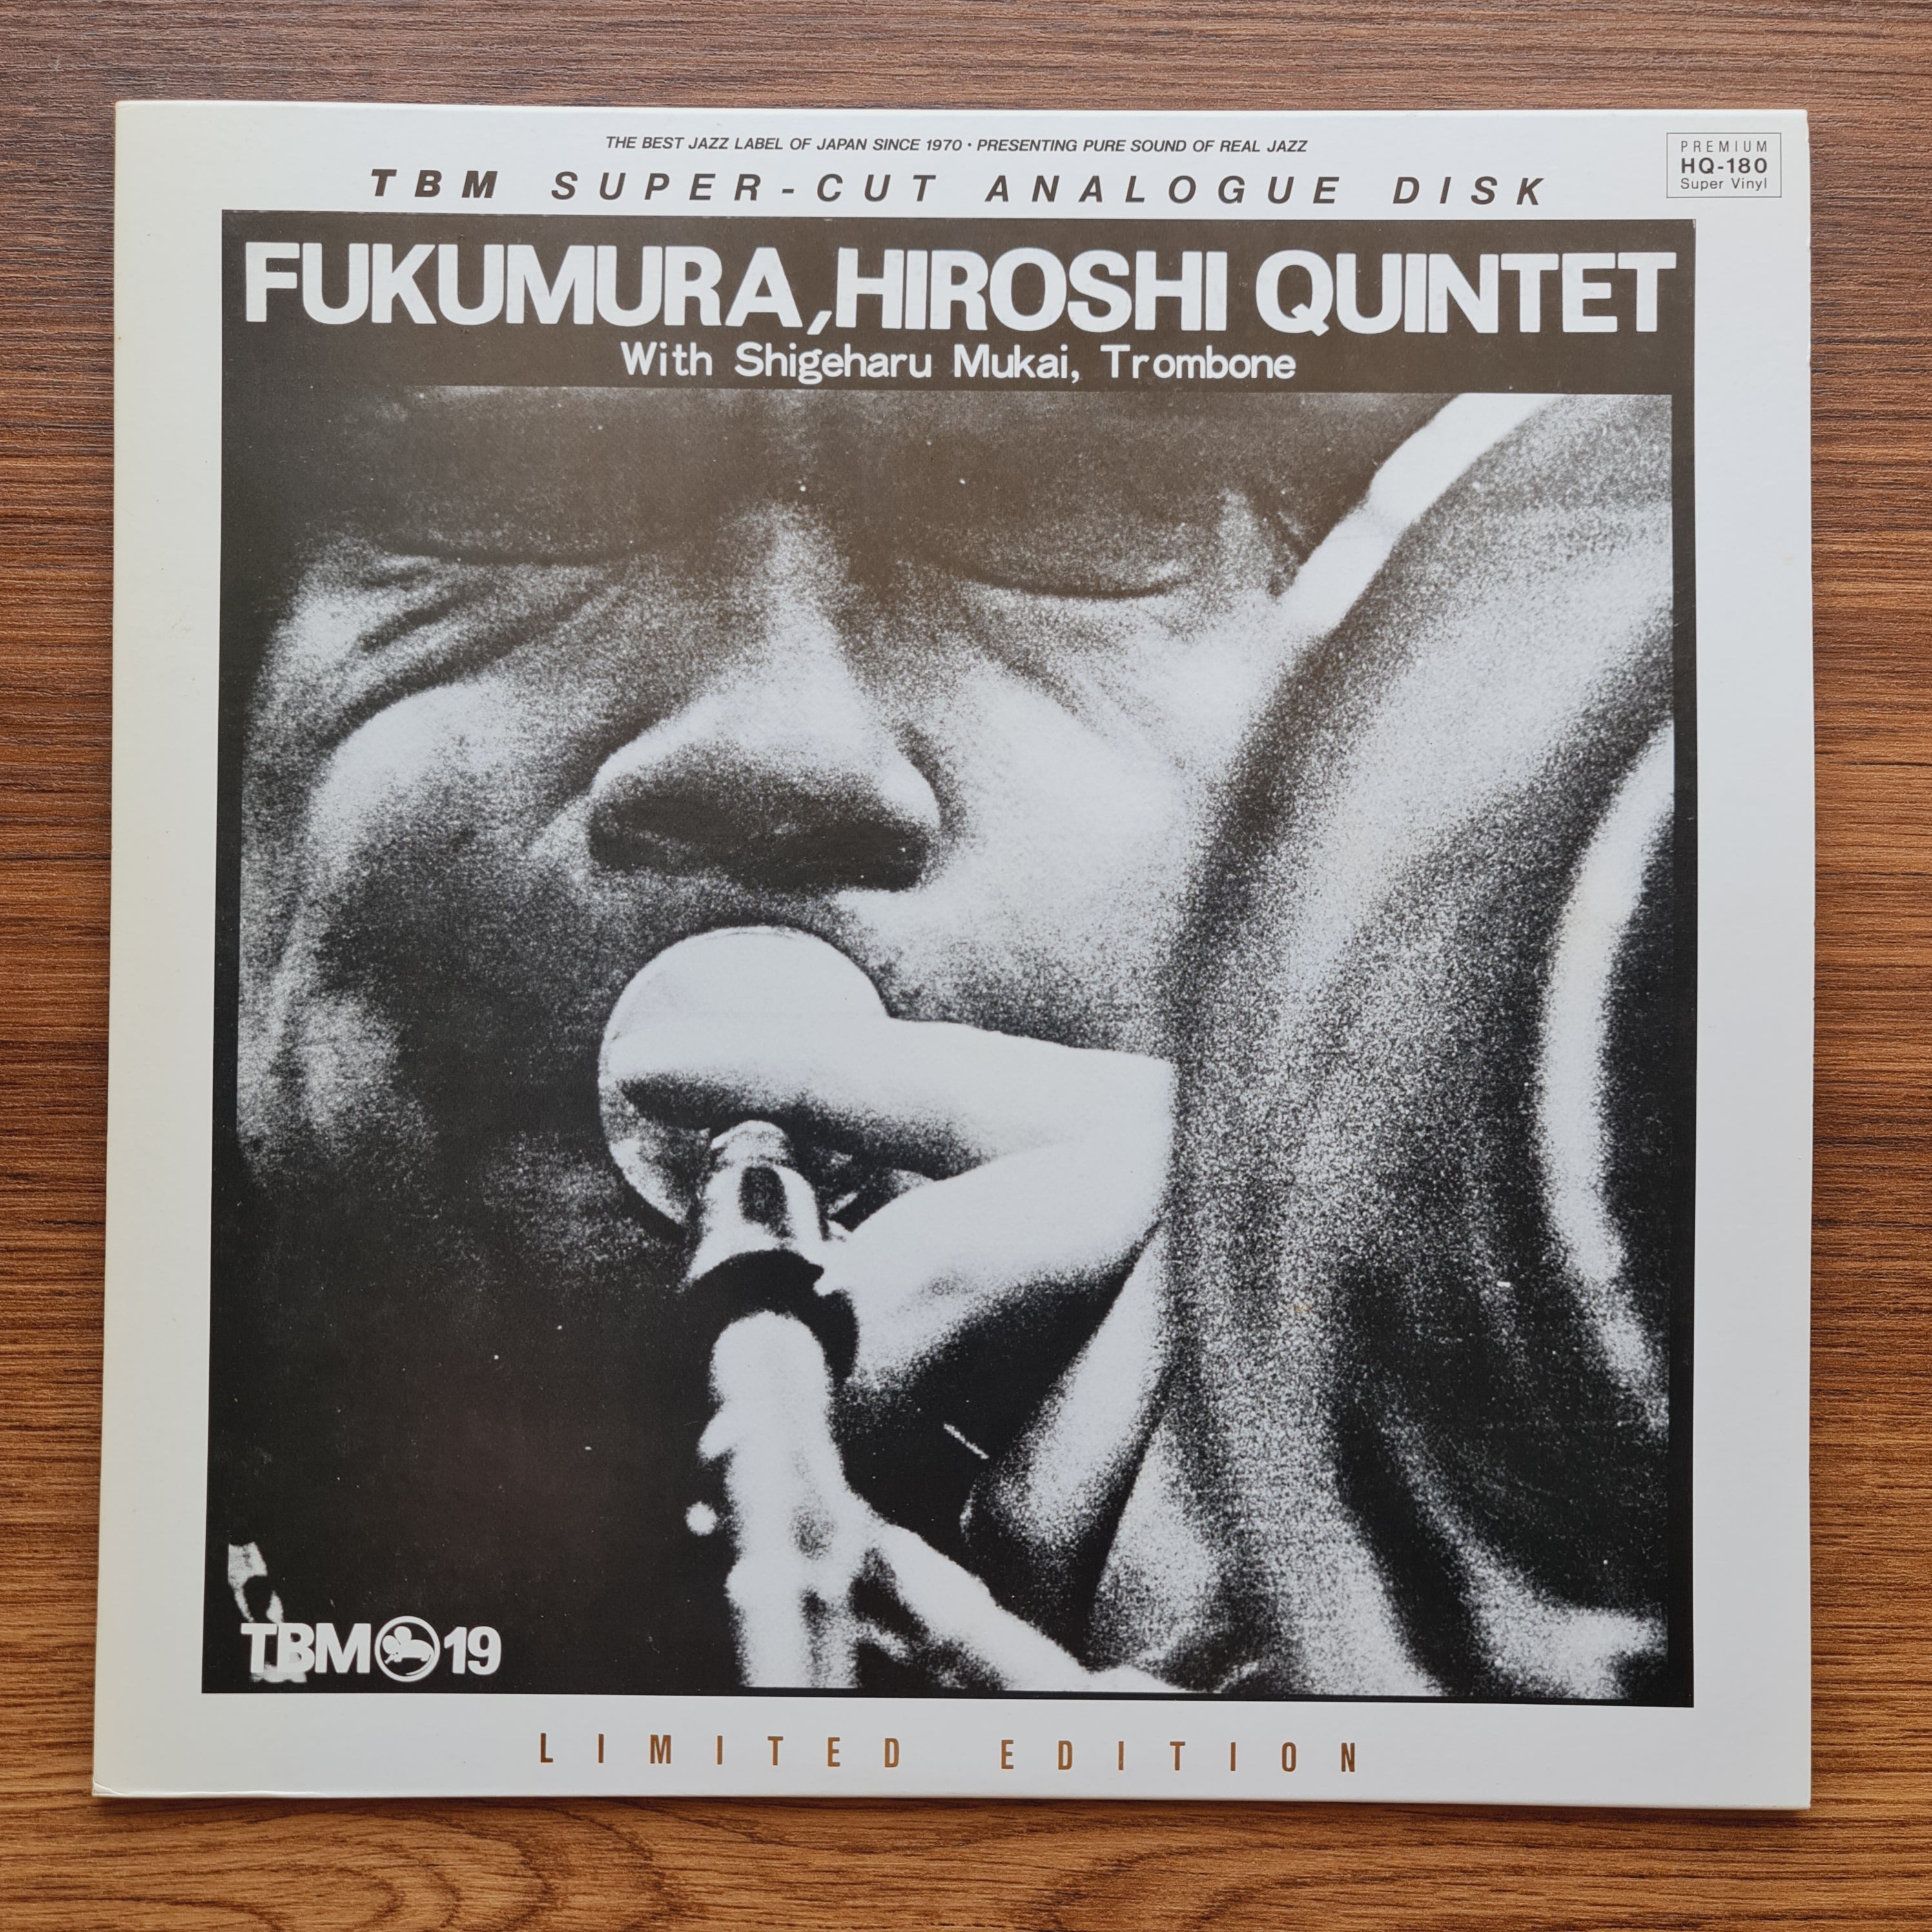 THE BEST JAZZ LABEL OF JAPAN SINCE 1970 • PRESENTING PURE SOUND OF REAL JAZZ
TBM SUPER-CUT ANALOGUE DISK
PREMIUM
HQ-180
Super Vinyl
FUKUMURA,HIROSHI QUINTET
With Shigeharu Mukai, Trombone
TBM 19
LIMITED EDITION